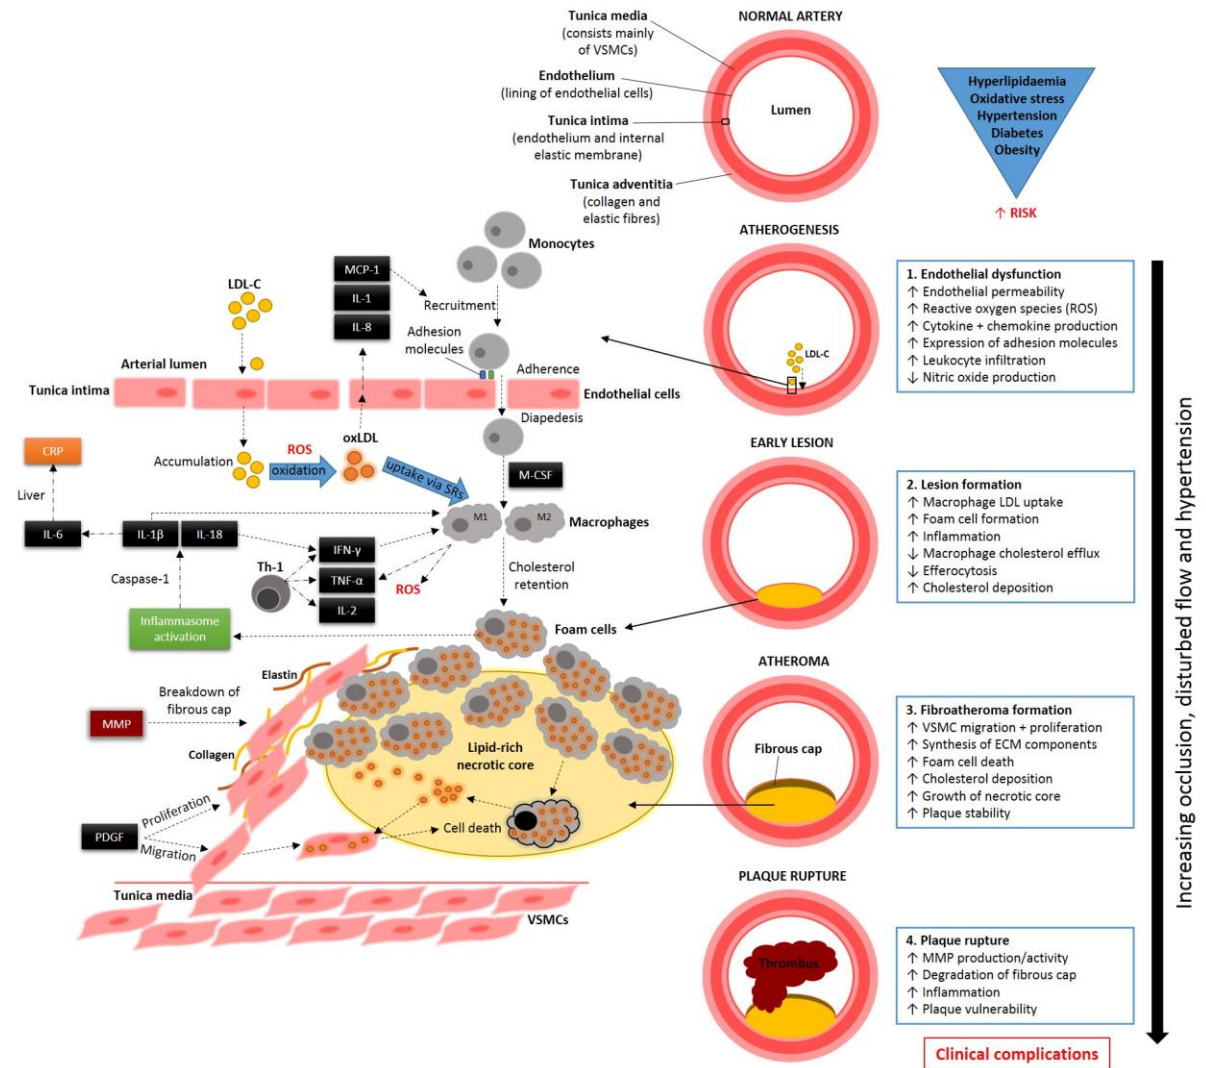 NORMAL ARTERY
Tunica media
(consists mainly
of VSMCs)
Endothelium
(lining of endothelial cells)
Tunica intima
(endothelium and internal
elastic membrane)
Tunica adventitia
(collagen and
elastic fibres)
Lumen
Hyperlipidaemia
Oxidative stress
Hypertension
Diabetes
Obesity
↑ RISK
ATHEROGENESIS
LDL-C
1. Endothelial dysfunction
↑ Endothelial permeability
↑ Reactive oxygen species (ROS)
↑ Cytokine + chemokine production
↑ Expression of adhesion molecules
↑ Leukocyte infiltration
↓ Nitric oxide production
Monocytes
MCP-1
IL-1
IL-8
Recruitment
Adhesion
molecules
LDL-C
Arterial lumen
Adherence
Tunica intima
Endothelial cells
Diapedesis
CRP
Accumulation
ROS
oxidation
oxLDL
uptake via SRs
M-CSF
Liver
IL-6
IL-1β
IL-18
M1
M2
Macrophages
IFN-γ
Th-1
TNF-α
IL-2
ROS
Cholesterol
retention
Caspase-1
Inflammasome
activation
Foam cells
EARLY LESION
2. Lesion formation
↑ Macrophage LDL uptake
↑ Foam cell formation
↑ Inflammation
↓ Macrophage cholesterol efflux
↓ Efferocytosis
↑ Cholesterol deposition
Elastin
Breakdown of
fibrous cap
MMP
Collagen
Lipid-rich
necrotic core
Proliferation
PDGF
Migration
Cell death
Tunica media
VSMCs
ATHEROMA
Fibrous cap
3. Fibroatheroma formation
↑ VSMC migration + proliferation
↑ Synthesis of ECM components
↑ Foam cell death
↑ Cholesterol deposition
↑ Growth of necrotic core
↑ Plaque stability
PLAQUE RUPTURE
Thrombus
4. Plaque rupture
↑ MMP production/activity
↑ Degradation of fibrous cap
↑ Inflammation
↑ Plaque vulnerability
Clinical complications
Increasing occlusion, disturbed flow and hypertension